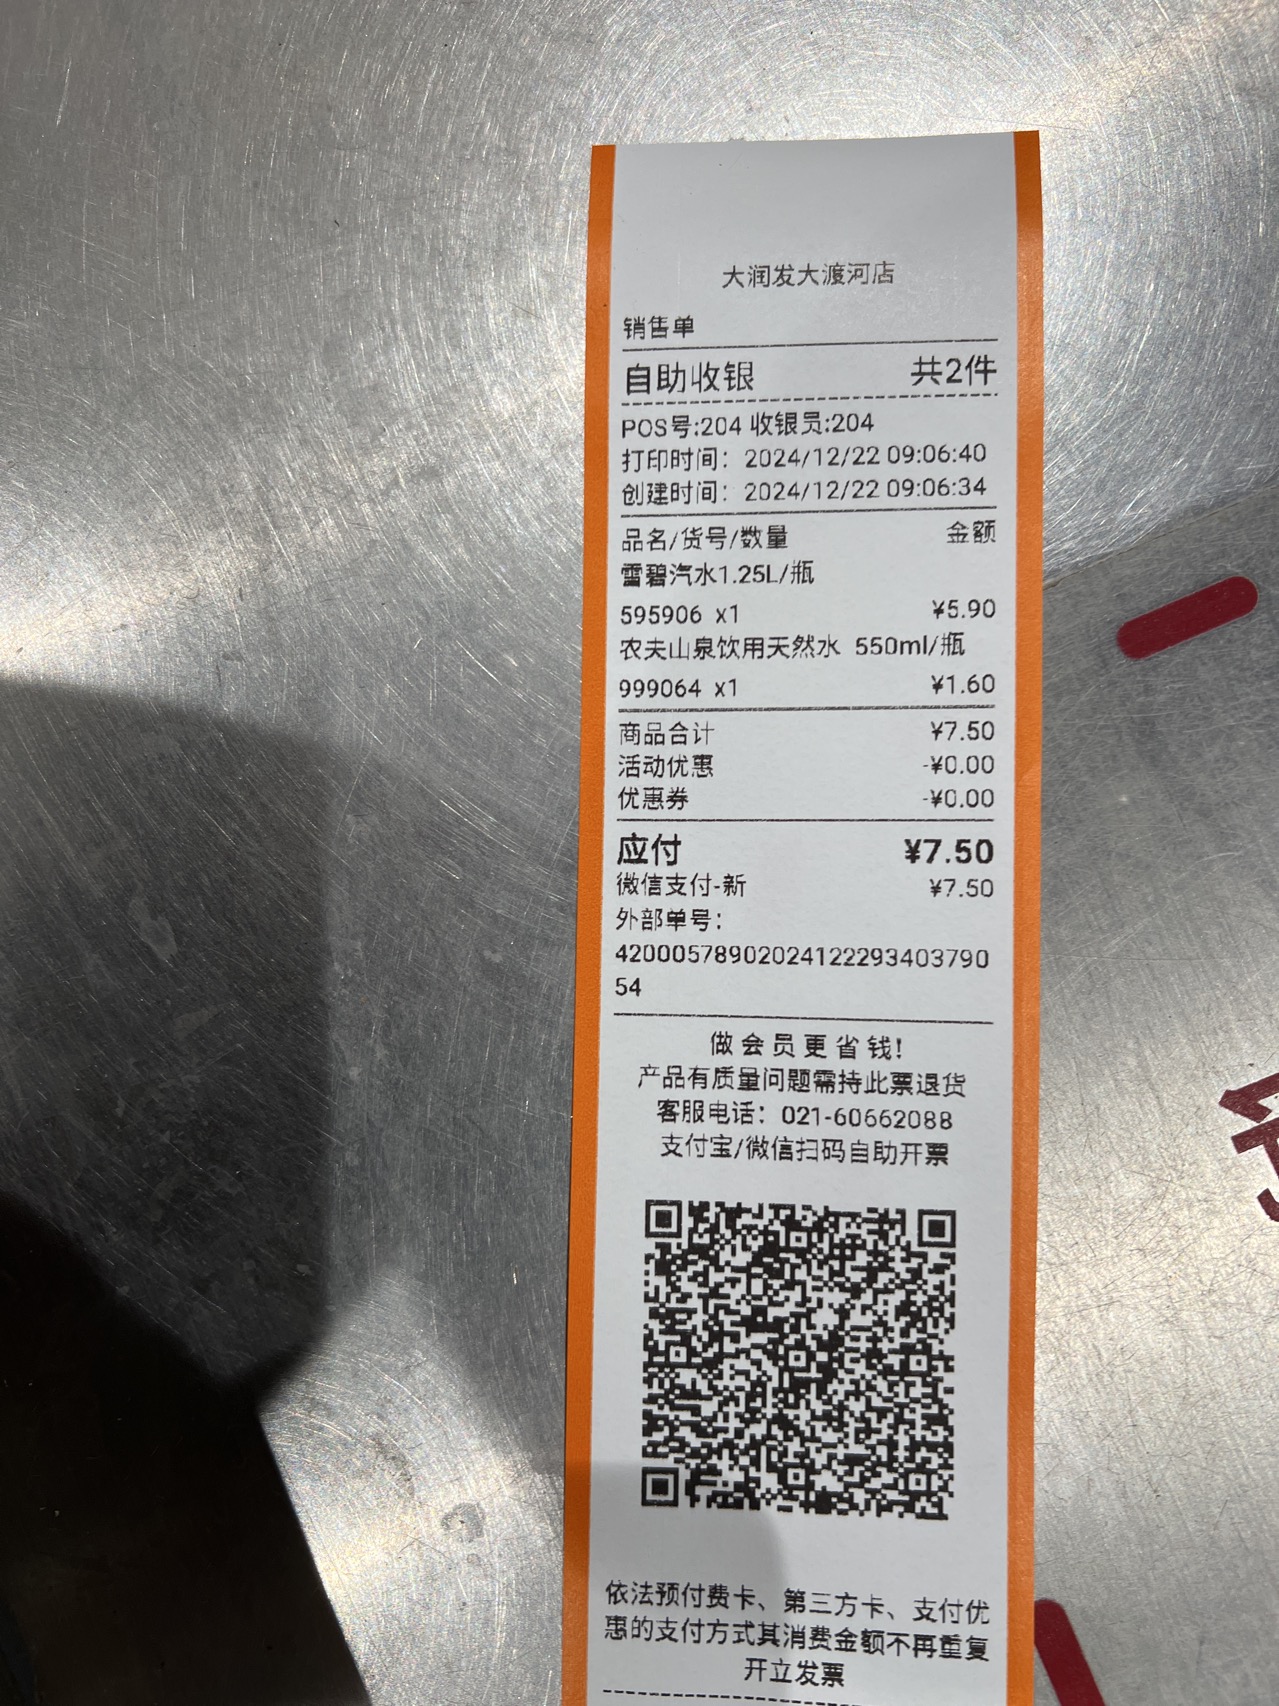 大润发大渡河店
销售单
自助收银 共2件
POS号:204 收银员:204
打印时间：2024/12/22 09:06:40
创建时间：2024/12/22 09:06:34
品名/货号/数量 金额
雪碧汽水1.25L/瓶
595906 x1 ¥5.90
农夫山泉饮用天然水 550ml/瓶
999064 x1 ¥1.60
商品合计 ¥7.50
活动优惠 -¥0.00
优惠券 -¥0.00
应付 ¥7.50
微信支付-新 ¥7.50
外部单号：
42000578902024122293403790
54
做会员更省钱!
产品有质量问题需持此票退货
客服电话：021-60662088
支付宝/微信扫码自助开票
依法预付费卡、第三方卡、支付优
惠的支付方式其消费金额不再重复
开立发票